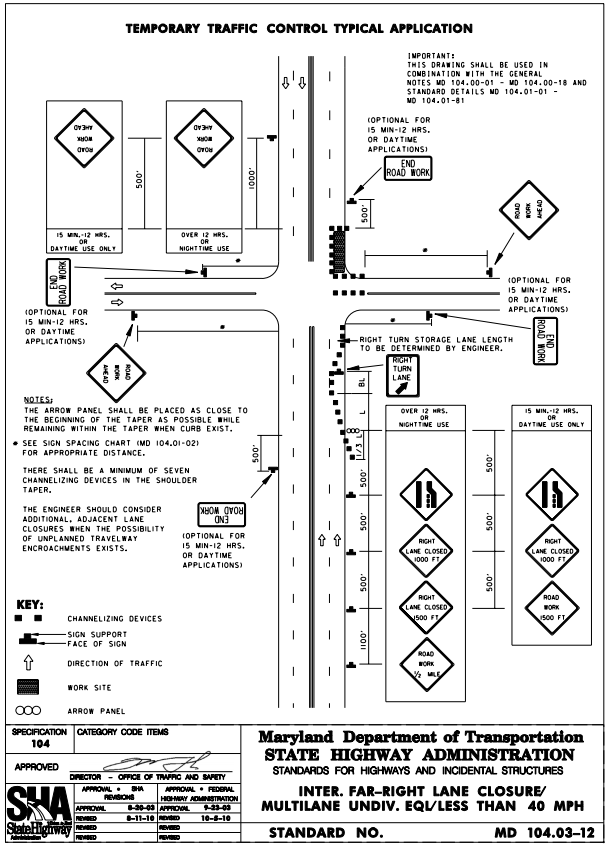 TEMPORARY TRAFFIC CONTROL TYPICAL APPLICATION
IMPORTANT:
THIS DRAWING SHALL BE USED IN
COMBINATION WITH THE GENERAL
NOTES MD 104.00-01 - MD 104.00-18 AND
STANDARD DETAILS MD 104.01-01 -
MD 104.01-81
ROAD
WORK
AHEAD
ROAD
WORK
AHEAD
500'
1000'
15 MIN.-12 HRS.
OR
DAYTIME USE ONLY
OVER 12 HRS.
OR
NIGHTTIME USE
(OPTIONAL FOR
15 MIN-12 HRS.
OR DAYTIME
APPLICATIONS)
END
ROAD WORK
500'
ROAD
WORK
AHEAD
*
*
END
ROAD WORK
(OPTIONAL FOR
15 MIN-12 HRS.
OR DAYTIME
APPLICATIONS)
(OPTIONAL FOR
15 MIN-12 HRS.
OR DAYTIME
APPLICATIONS)
END
ROAD WORK
*
*
ROAD
WORK
AHEAD
RIGHT TURN STORAGE LANE LENGTH
TO BE DETERMINED BY ENGINEER.
RIGHT
TURN
LANE
BL
L
1/3 L
NOTES:
THE ARROW PANEL SHALL BE PLACED AS CLOSE TO
THE BEGINNING OF THE TAPER AS POSSIBLE WHILE
REMAINING WITHIN THE TAPER WHEN CURB EXIST.
* SEE SIGN SPACING CHART (MD 104.01-02)
FOR APPROPRIATE DISTANCE.
THERE SHALL BE A MINIMUM OF SEVEN
CHANNELIZING DEVICES IN THE SHOULDER
TAPER.
THE ENGINEER SHOULD CONSIDER
ADDITIONAL, ADJACENT LANE
CLOSURES WHEN THE POSSIBILITY
OF UNPLANNED TRAVELWAY
ENCROACHMENTS EXISTS.
500'
END
ROAD WORK
(OPTIONAL FOR
15 MIN-12 HRS.
OR DAYTIME
APPLICATIONS)
OVER 12 HRS.
OR
NIGHTTIME USE
15 MIN.-12 HRS.
OR
DAYTIME USE ONLY
500'
500'
500'
1100'
500'
500'
RIGHT
LANE CLOSED
1000 FT
RIGHT
LANE CLOSED
1500 FT
ROAD
WORK
1/2 MILE
RIGHT
LANE CLOSED
1000 FT
ROAD
WORK
1500 FT
KEY:
CHANNELIZING DEVICES
SIGN SUPPORT
FACE OF SIGN
DIRECTION OF TRAFFIC
WORK SITE
ARROW PANEL
SPECIFICATION
104
CATEGORY CODE ITEMS
APPROVED
DIRECTOR - OFFICE OF TRAFFIC AND SAFETY
SHA
StateHighway
Administration
APPROVAL • SHA
REVISIONS
APPROVAL • FEDERAL
HIGHWAY ADMINISTRATION
APPROVAL 8-20-03
APPROVAL 9-23-03
REVISED 8-11-10
REVISED 10-5-10
REVISED
REVISED
REVISED
REVISED
Maryland Department of Transportation
STATE HIGHWAY ADMINISTRATION
STANDARDS FOR HIGHWAYS AND INCIDENTAL STRUCTURES
INTER. FAR-RIGHT LANE CLOSURE/
MULTILANE UNDIV. EQL/LESS THAN 40 MPH
STANDARD NO. MD 104.03-12